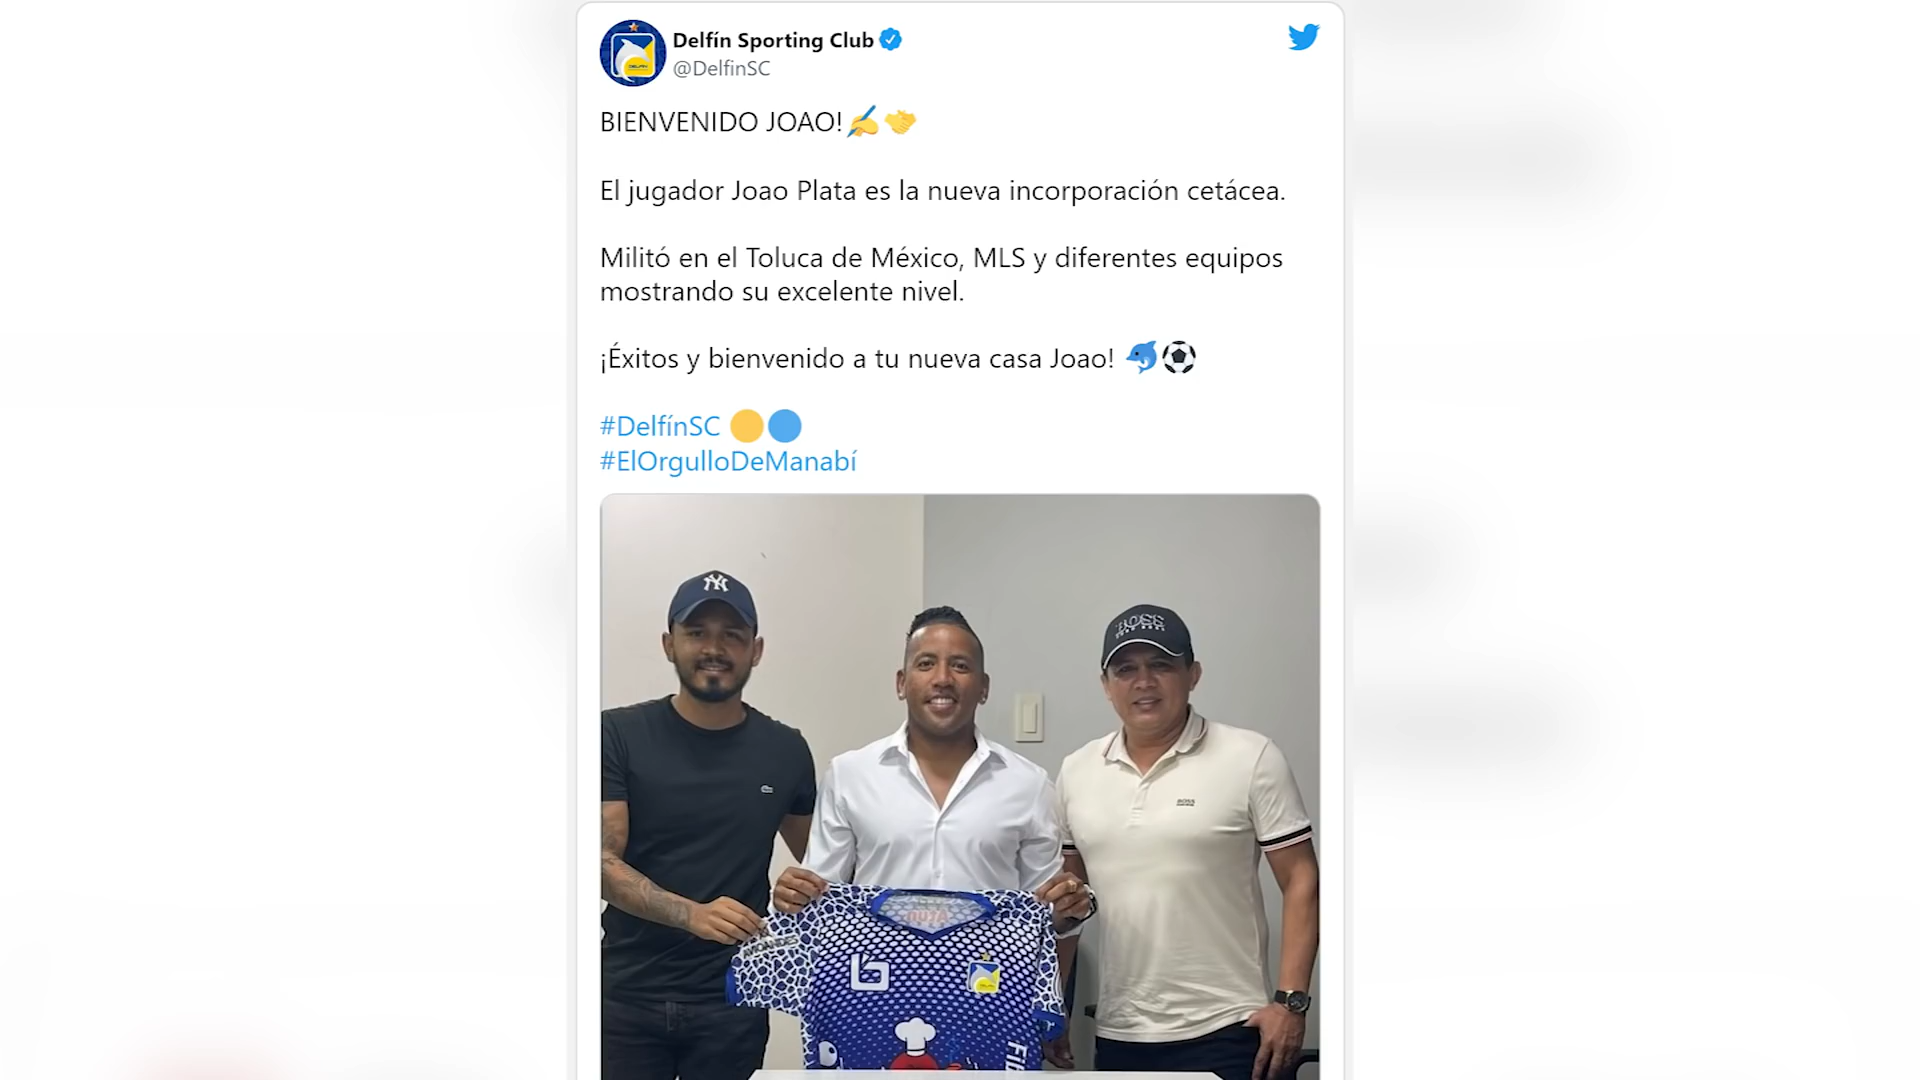 Delfín Sporting Club
@DelfinSC
BIENVENIDO JOAO!
El jugador Joao Plata es la nueva incorporación cetácea.
Militó en el Toluca de México, MLS y diferentes equipos
mostrando su excelente nivel.
¡Éxitos y bienvenido a tu nueva casa Joao!
#DelfínSC
#ElOrgulloDeManabí
NY
BOSS
BOSS